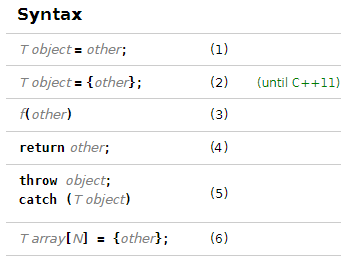 Syntax
T object = other; (1)
T object = {other}; (2) (until C++11)
f(other) (3)
return other; (4)
throw object;
catch (T object) (5)
T array[N] = {other}; (6)